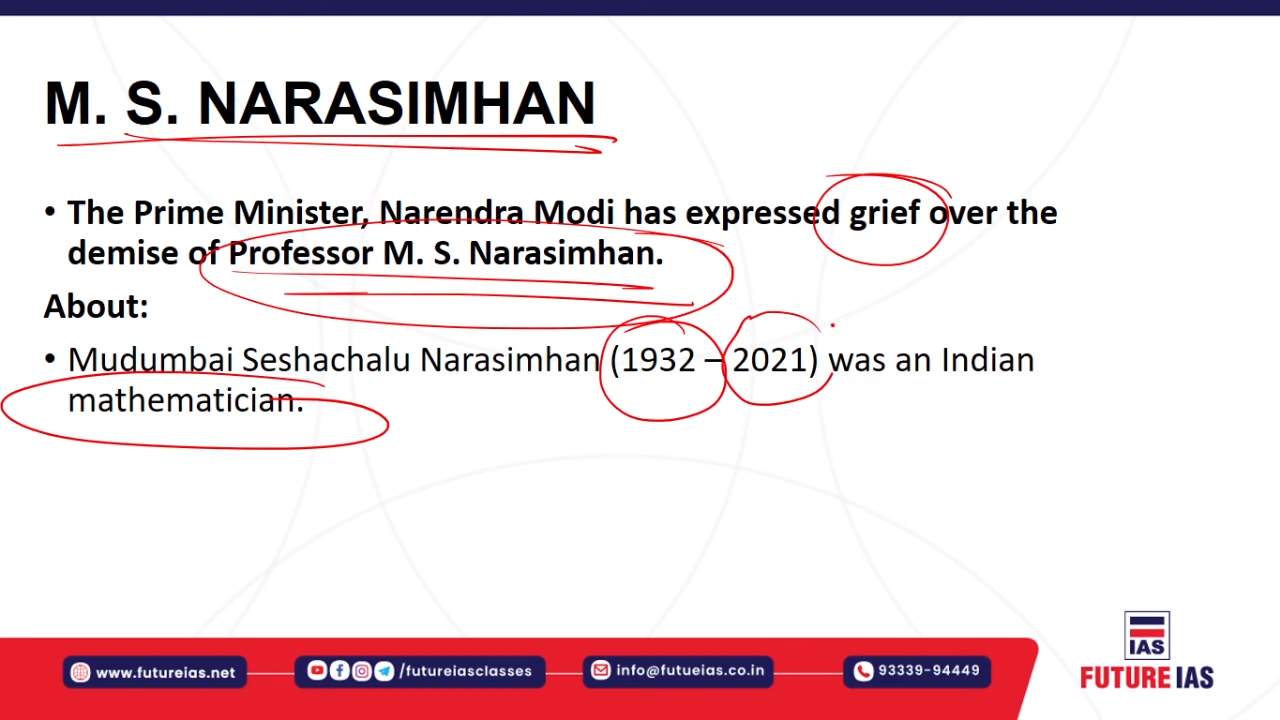 M. S. NARASIMHAN
• The Prime Minister, Narendra Modi has expressed grief over the
demise of Professor M. S. Narasimhan.
About:
• Mudumbai Seshachalu Narasimhan (1932 – 2021) was an Indian
mathematician.
IAS
FUTURE IAS
www.futureias.net
/futureiasclasses
info@futueias.co.in
93339-94449